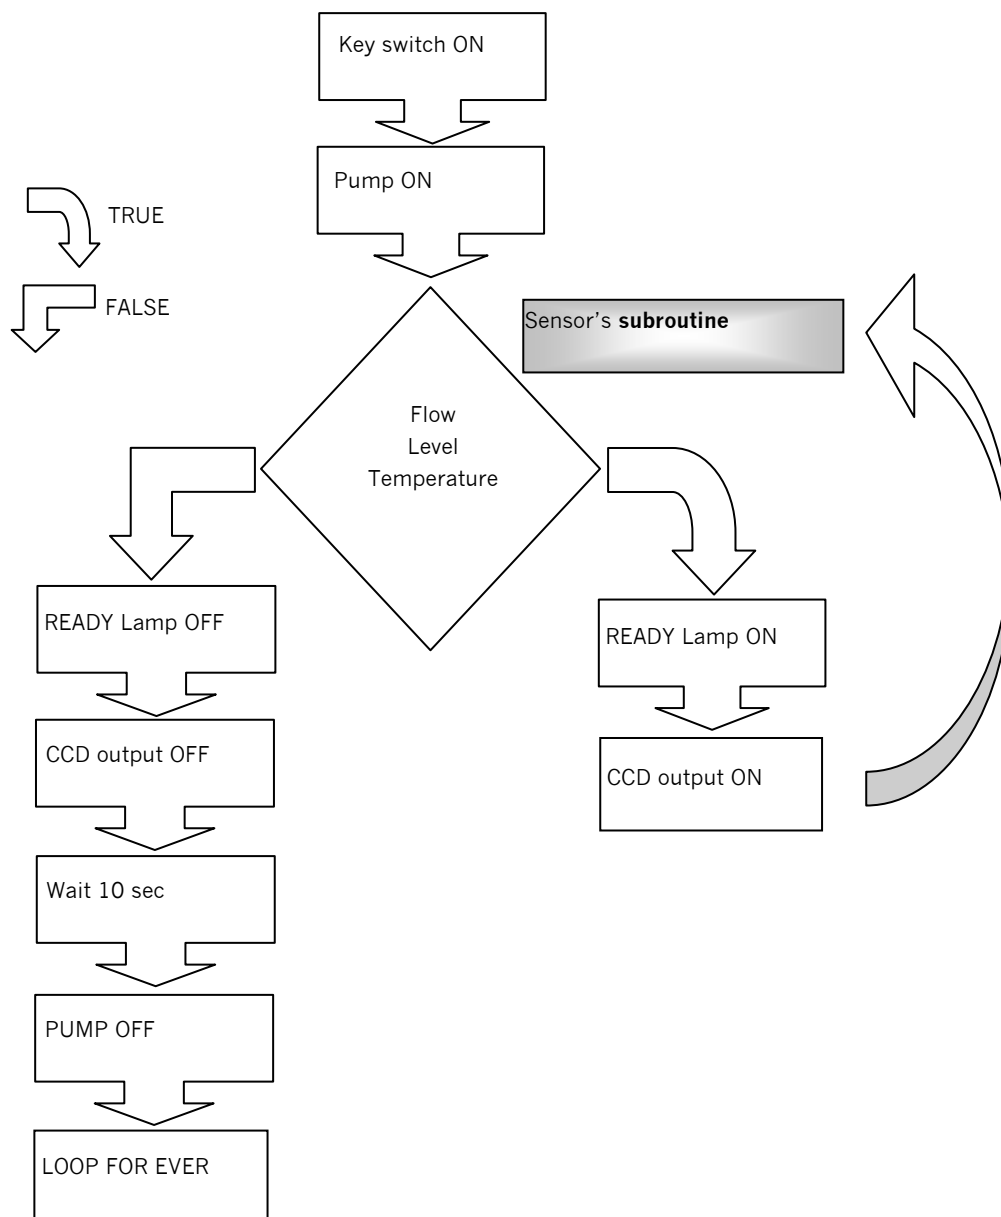 Key switch ON
Pump ON
TRUE
FALSE
Sensor’s subroutine
Flow
Level
Temperature
READY Lamp OFF
READY Lamp ON
CCD output OFF
CCD output ON
Wait 10 sec
PUMP OFF
LOOP FOR EVER